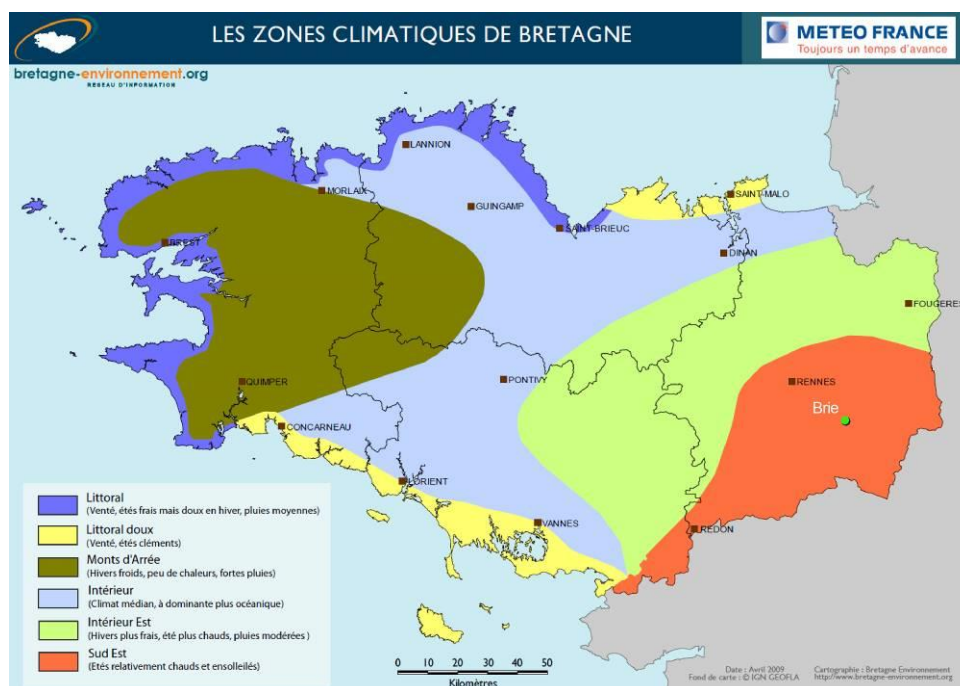 LES ZONES CLIMATIQUES DE BRETAGNE
METEO FRANCE
Toujours un temps d'avance
bretagne-environnement.org
RESEAU D'INFORMATION
LANNION
MORLAIX
GUINGAMP
SAINT-MALO
SAINT-BRIEUC
BREST
DINAN
FOUGERES
QUIMPER
PONTIVY
RENNES
Brie
CONCARNEAU
LORIENT
VANNES
REDON
Littoral
(Venté, étés frais mais doux en hiver, pluies moyennes)
Littoral doux
(Venté, étés cléments)
Monts d'Arrée
(Hivers froids, peu de chaleurs, fortes pluies)
Intérieur
(Climat médian, à dominante plus océanique)
Intérieur Est
(Hivers plus frais, été plus chauds, pluies modérées )
Sud Est
(Etés relativement chauds et ensolleilés)
0 10 20 30 40 50
Kilomètres
Date : Avril 2009
Fond de carte : © IGN GEOFLA
Cartographie : Bretagne Environnement
http://www.bretagne-environnement.org